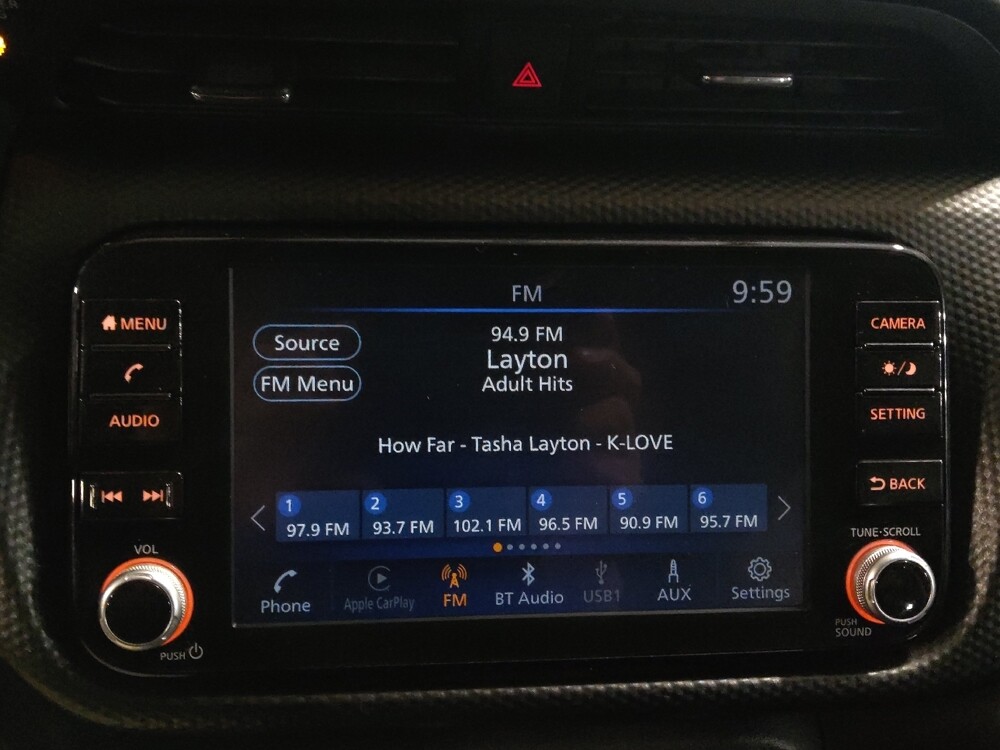 FM
9:59
MENU
AUDIO
VOL
PUSH
Source
FM Menu
94.9 FM
Layton
Adult Hits
How Far - Tasha Layton - K-LOVE
1
97.9 FM
2
93.7 FM
3
102.1 FM
4
96.5 FM
5
90.9 FM
6
95.7 FM
Phone
Apple CarPlay
FM
BT Audio
USB1
AUX
Settings
CAMERA
SETTING
BACK
TUNE·SCROLL
PUSH
SOUND